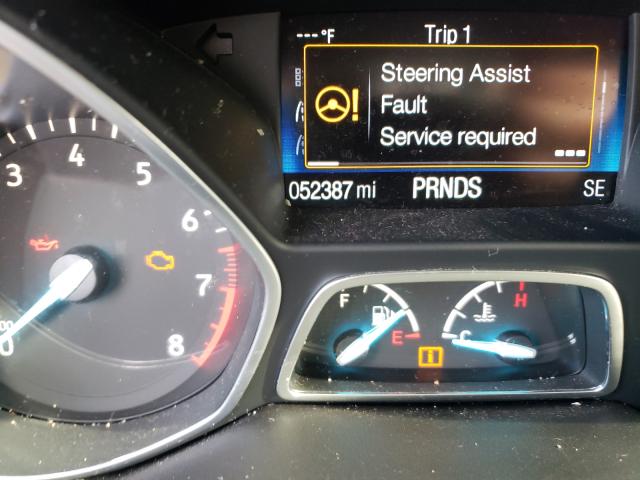 ---°F Trip 1
Steering Assist
Fault
Service required
052387 mi PRNDS SE
3 4 5 6 7 8
F E
C H